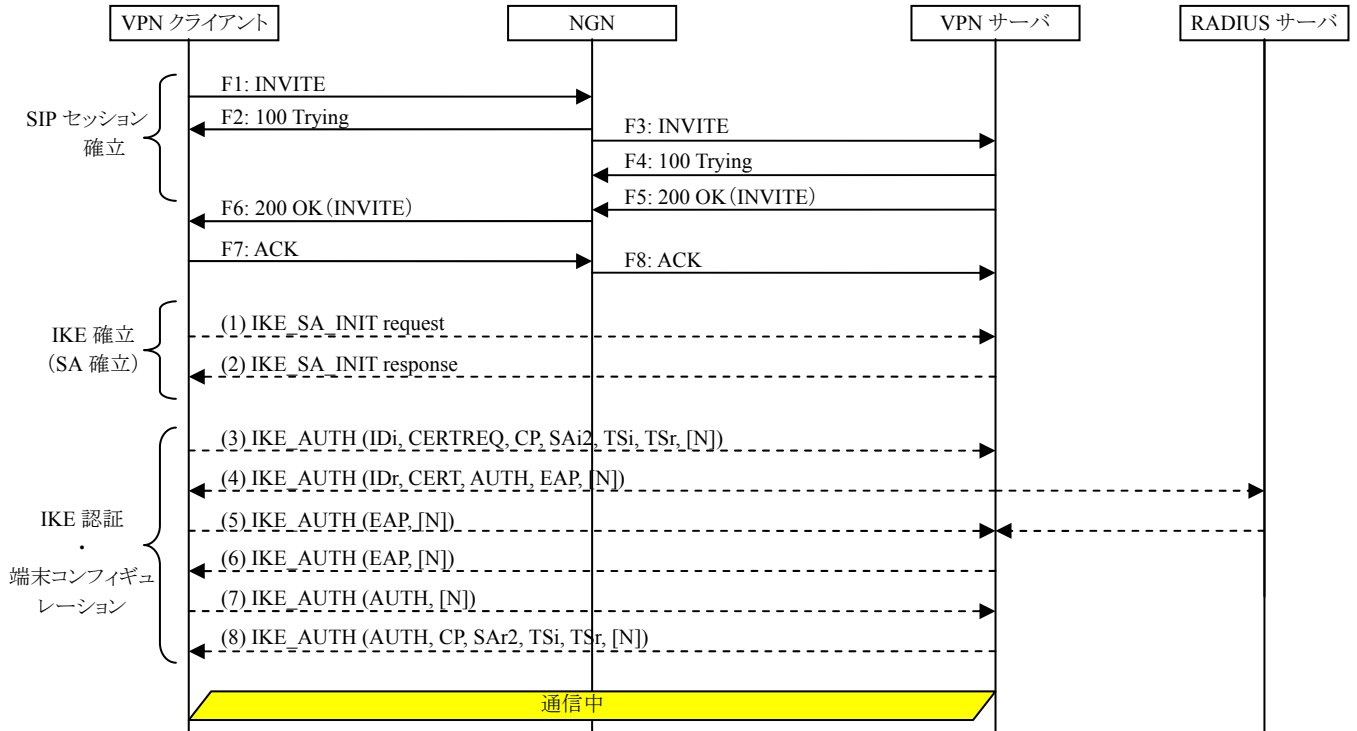 VPN クライアント
NGN
VPN サーバ
RADIUS サーバ
SIP セッション
確立
F1: INVITE
F2: 100 Trying
F3: INVITE
F4: 100 Trying
F5: 200 OK(INVITE)
F6: 200 OK(INVITE)
F7: ACK
F8: ACK
IKE 確立
(SA 確立)
(1) IKE_SA_INIT request
(2) IKE_SA_INIT response
IKE 認証
・
端末コンフィギュ
レーション
(3) IKE_AUTH (IDi, CERTREQ, CP, SAi2, TSi, TSr, [N])
(4) IKE_AUTH (IDr, CERT, AUTH, EAP, [N])
(5) IKE_AUTH (EAP, [N])
(6) IKE_AUTH (EAP, [N])
(7) IKE_AUTH (AUTH, [N])
(8) IKE_AUTH (AUTH, CP, SAr2, TSi, TSr, [N])
通信中